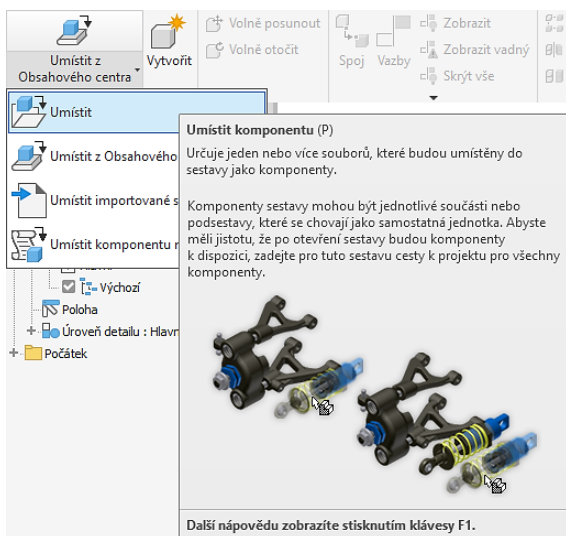 Umístit z
Obsahového centra
Vytvořit
Volně posunout
Volně otočit
Spoj
Vazby
Zobrazit
Zobrazit vadný
Skrýt vše
Umístit
Umístit z Obsahového
Umístit importované s
Umístit komponentu
Umístit komponentu (P)
Určuje jeden nebo více souborů, které budou umístěny do
sestavy jako komponenty.
Komponenty sestavy mohou být jednotlivé součásti nebo
podsestavy, které se chovají jako samostatná jednotka. Abyste
měli jistotu, že po otevření sestavy budou komponenty
k dispozici, zadejte pro tuto sestavu cesty k projektu pro všechny
komponenty.
Výchozí
Poloha
Úroveň detailu : Hlavn
Počátek
Další nápovědu zobrazíte stisknutím klávesy F1.